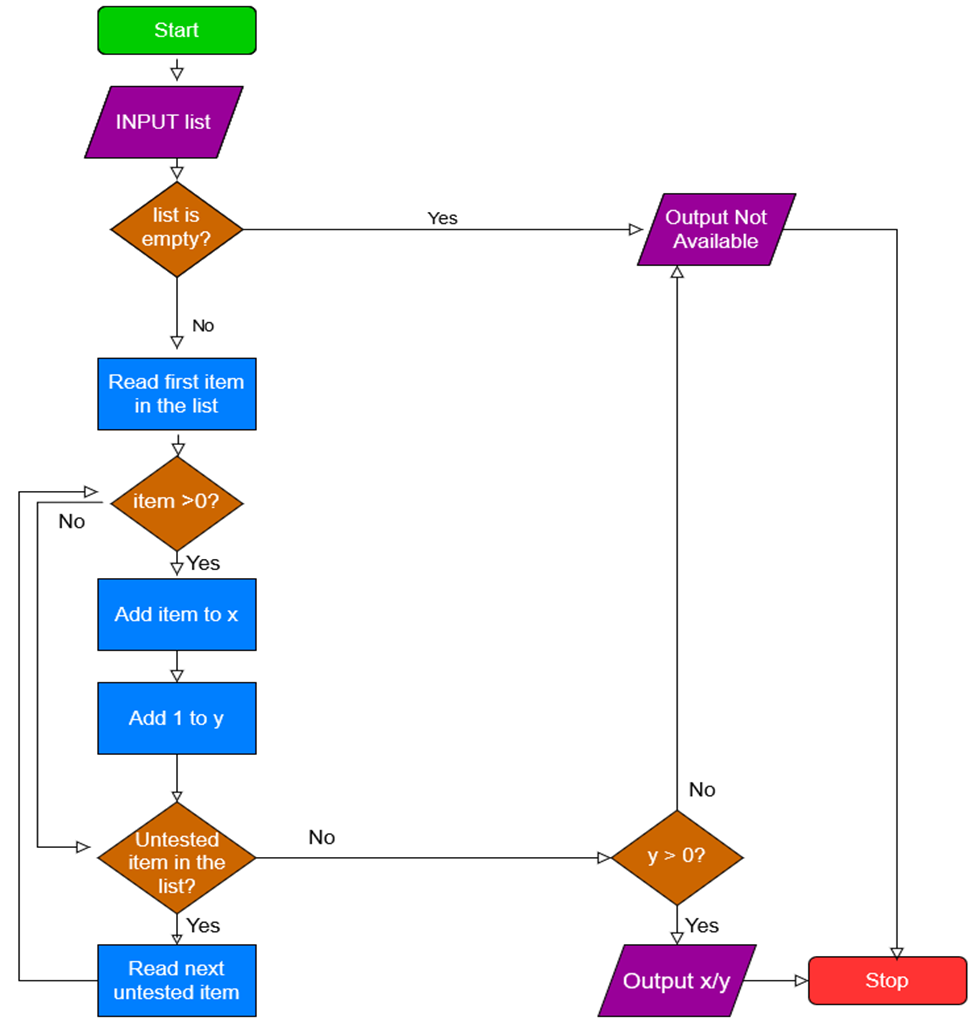 Start
INPUT list
list is
empty?
Yes
Output Not
Available
No
Read first item
in the list
item >0?
No
Yes
Add item to x
Add 1 to y
Untested
item in the
list?
No
Yes
Read next
untested item
y > 0?
No
Yes
Output x/y
Stop